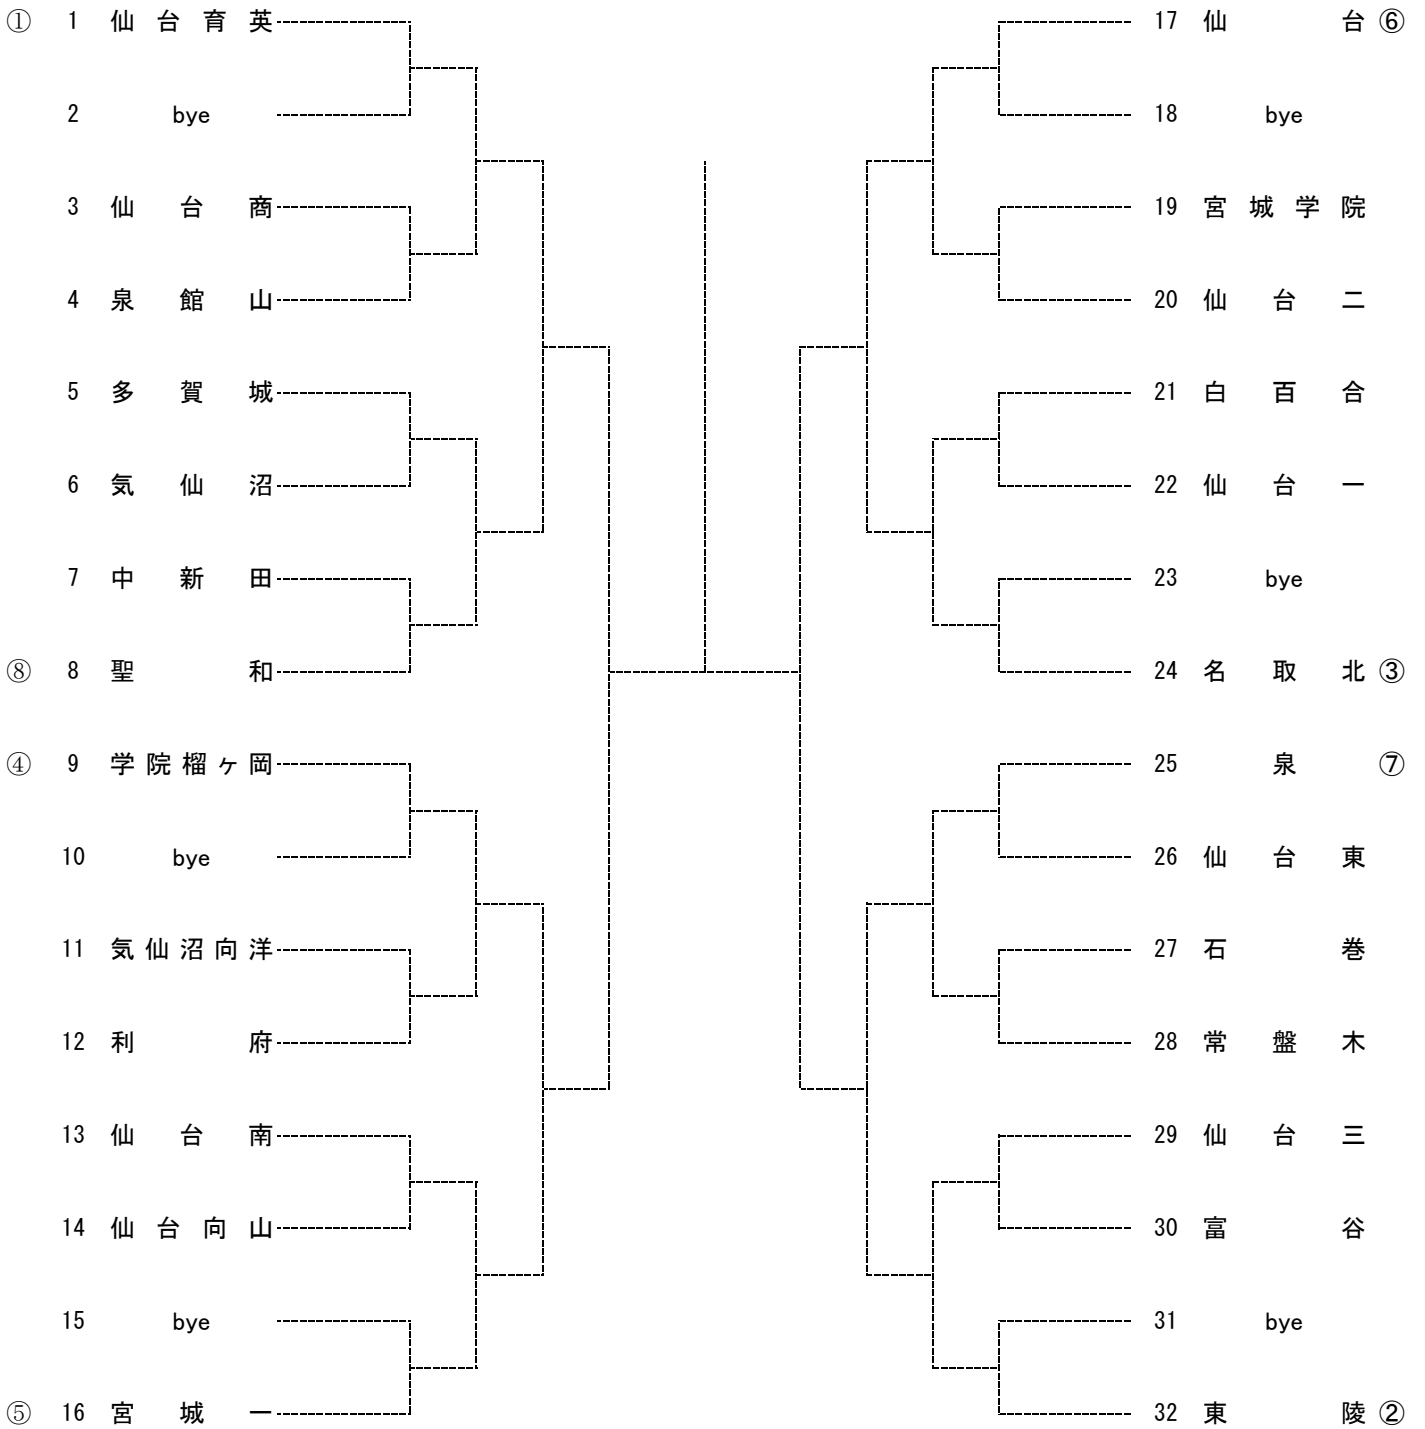 ① 1 仙台育英
2 bye
3 仙台商
4 泉館山
5 多賀城
6 気仙沼
7 中新田
⑧ 8 聖和
④ 9 学院榴ヶ岡
10 bye
11 気仙沼向洋
12 利府
13 仙台南
14 仙台向山
15 bye
⑤ 16 宮城一
17 仙台 ⑥
18 bye
19 宮城学院
20 仙台二
21 白百合
22 仙台一
23 bye
24 名取北 ③
25 泉 ⑦
26 仙台東
27 石巻
28 常盤木
29 仙台三
30 富谷
31 bye
32 東陵 ②